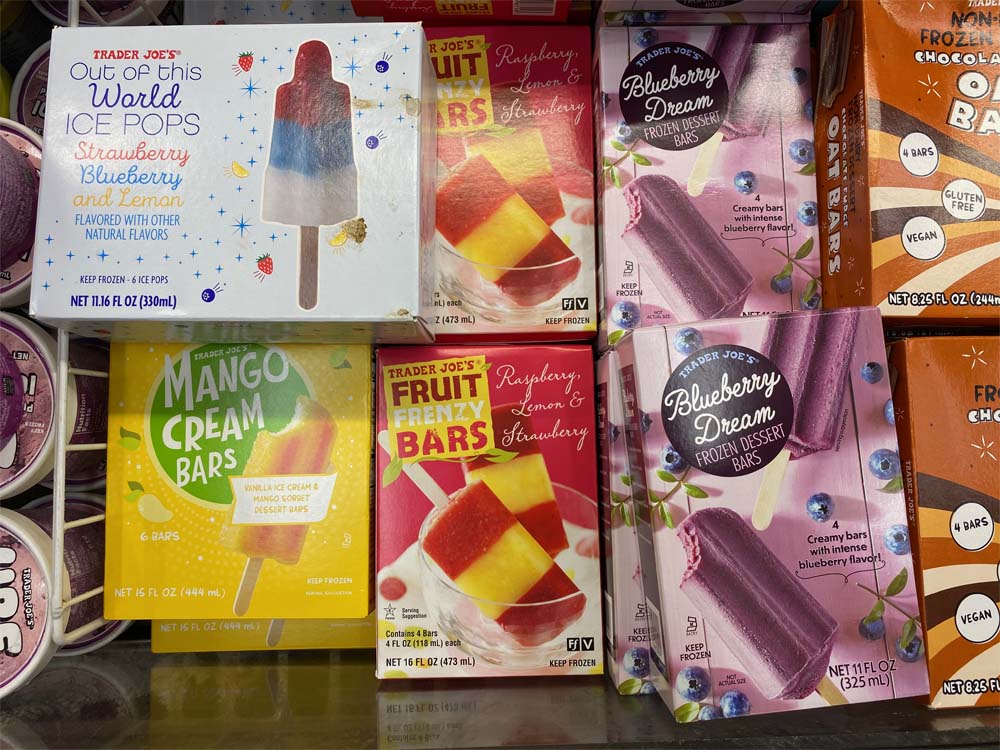 TRADER JOE'S®
Out of this
World
ICE POPS
Strawberry
Blueberry
and Lemon
FLAVORED WITH OTHER
NATURAL FLAVORS
KEEP FROZEN - 6 ICE POPS
NET 11.16 FL OZ (330mL)
R JOE'S®
UIT
NZY
RS
Raspberry,
Lemon &
Strawberry
Z (473 mL)
KEEP FROZEN
TRADER JOE'S®
Blueberry
Dream
FROZEN DESSERT
BARS
4
Creamy bars
with intense
blueberry flavor!
KEEP
FROZEN
NOT
ACTUAL SIZE
NON-
FROZEN
CHOCOLA
BA
OAT BARS
4 BARS
GLUTEN
FREE
VEGAN
NET 8.25 FL OZ (244m
TRADER JOE'S®
MANGO
CREAM
BARS
VANILLA ICE CREAM &
MANGO SORBET
DESSERT BARS
6 BARS
KEEP FROZEN
NET 15 FL OZ (444 mL)
NET 15 FL OZ (444 mL)
TRADER JOE'S®
FRUIT
FRENZY
BARS
Raspberry,
Lemon &
Strawberry
Serving
Suggestion
Contains 4 Bars
4 FL OZ (118 mL) each
NET 16 FL OZ (473 mL)
KEEP FROZEN
TRADER JOE'S®
Blueberry
Dream
FROZEN DESSERT
BARS
4
Creamy bars
with intense
blueberry flavor!
KEEP
FROZEN
NOT
ACTUAL SIZE
NET 11 FL OZ
(325 mL)
TRADER JOE'S
4 BARS
VEGAN
NET 8.25 FL